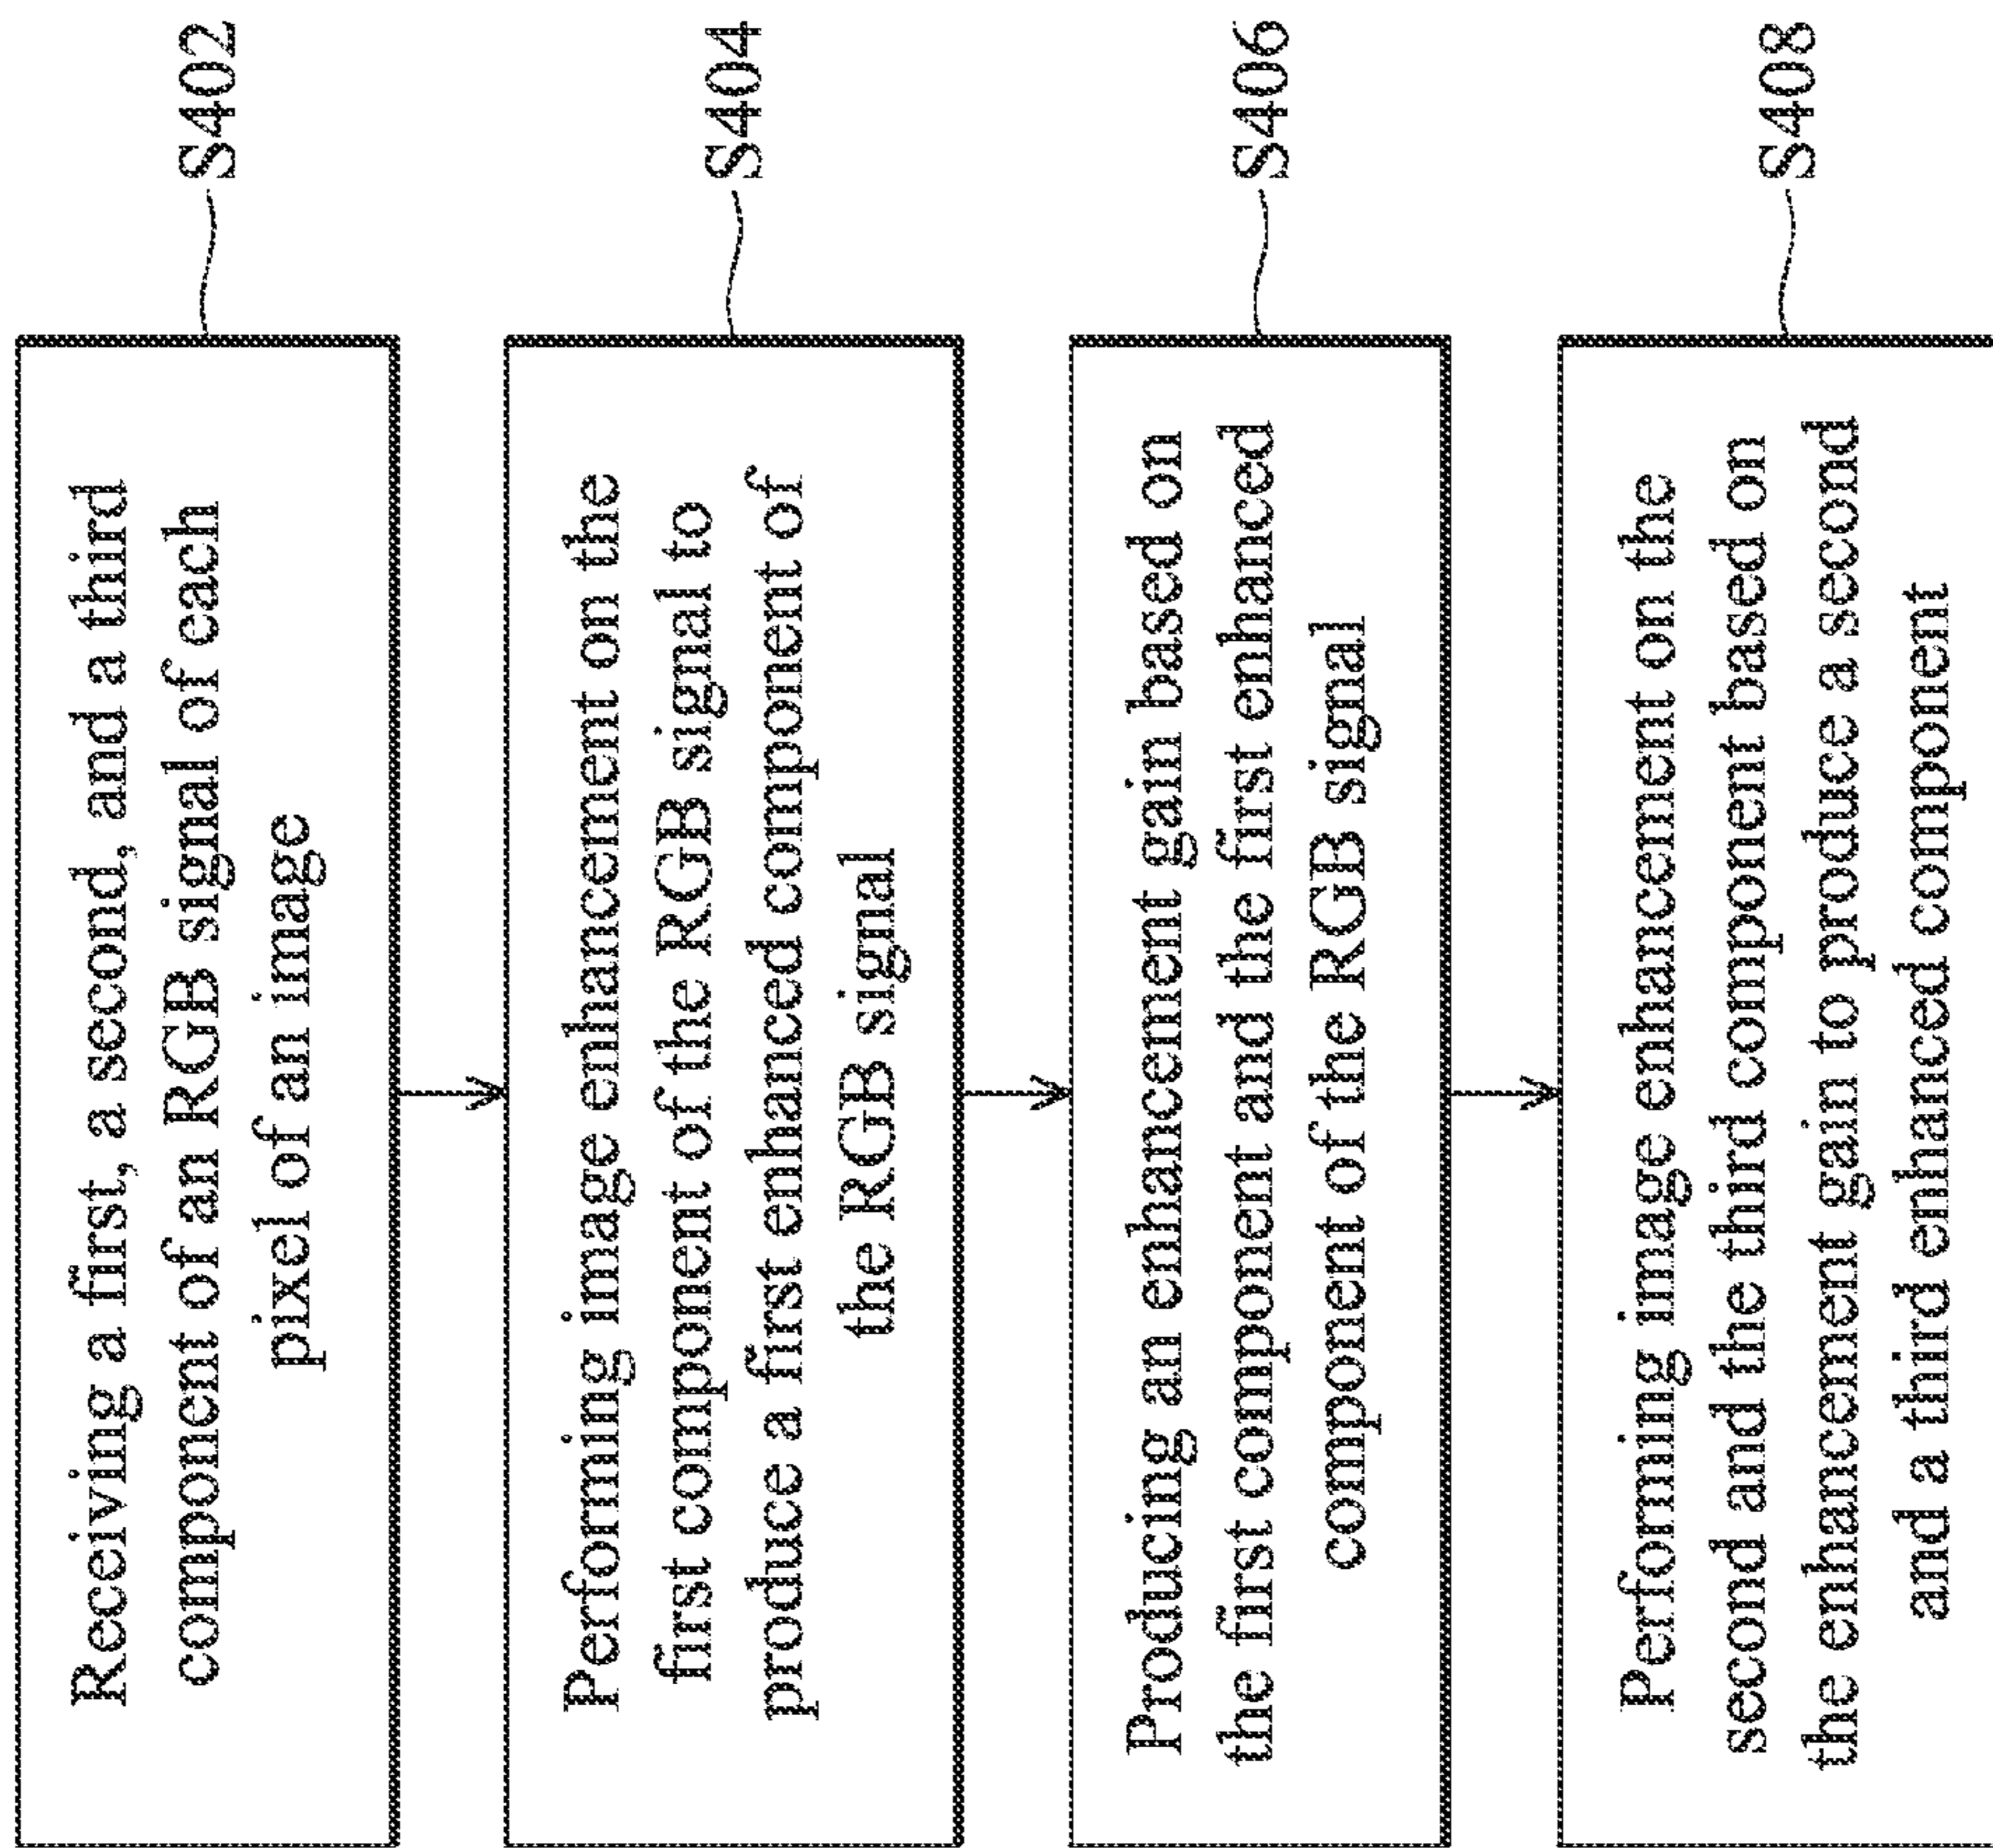 Receiving a first, a second, and a third
component of an RGB signal of each
pixel of an image
S402
Performing image enhancement on the
first component of the RGB signal to
produce a first enhanced component of
the RGB signal
S404
Producing an enhancement gain based on
the first component and the first enhanced
component of the RGB signal
S406
Performing image enhancement on the
second and the third component based on
the enhancement gain to produce a second
and a third enhanced component
S408